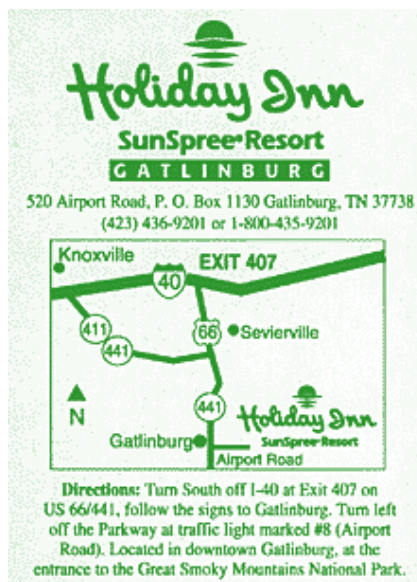 Holiday Inn
SunSpree Resort
GATLINBURG
520 Airport Road, P. O. Box 1130 Gatlinburg, TN 37738
(423) 436-9201 or 1-800-435-9201
Knoxville
EXIT 407
40
411
441
66
Sevierville
441
N
Holiday Inn
SunSpree Resort
Gatlinburg
Airport Road
Directions: Turn South off I-40 at Exit 407 on
US 66/441, follow the signs to Gatlinburg. Turn left
off the Parkway at traffic light marked #8 (Airport
Road). Located in downtown Gatlinburg, at the
entrance to the Great Smoky Mountains National Park.